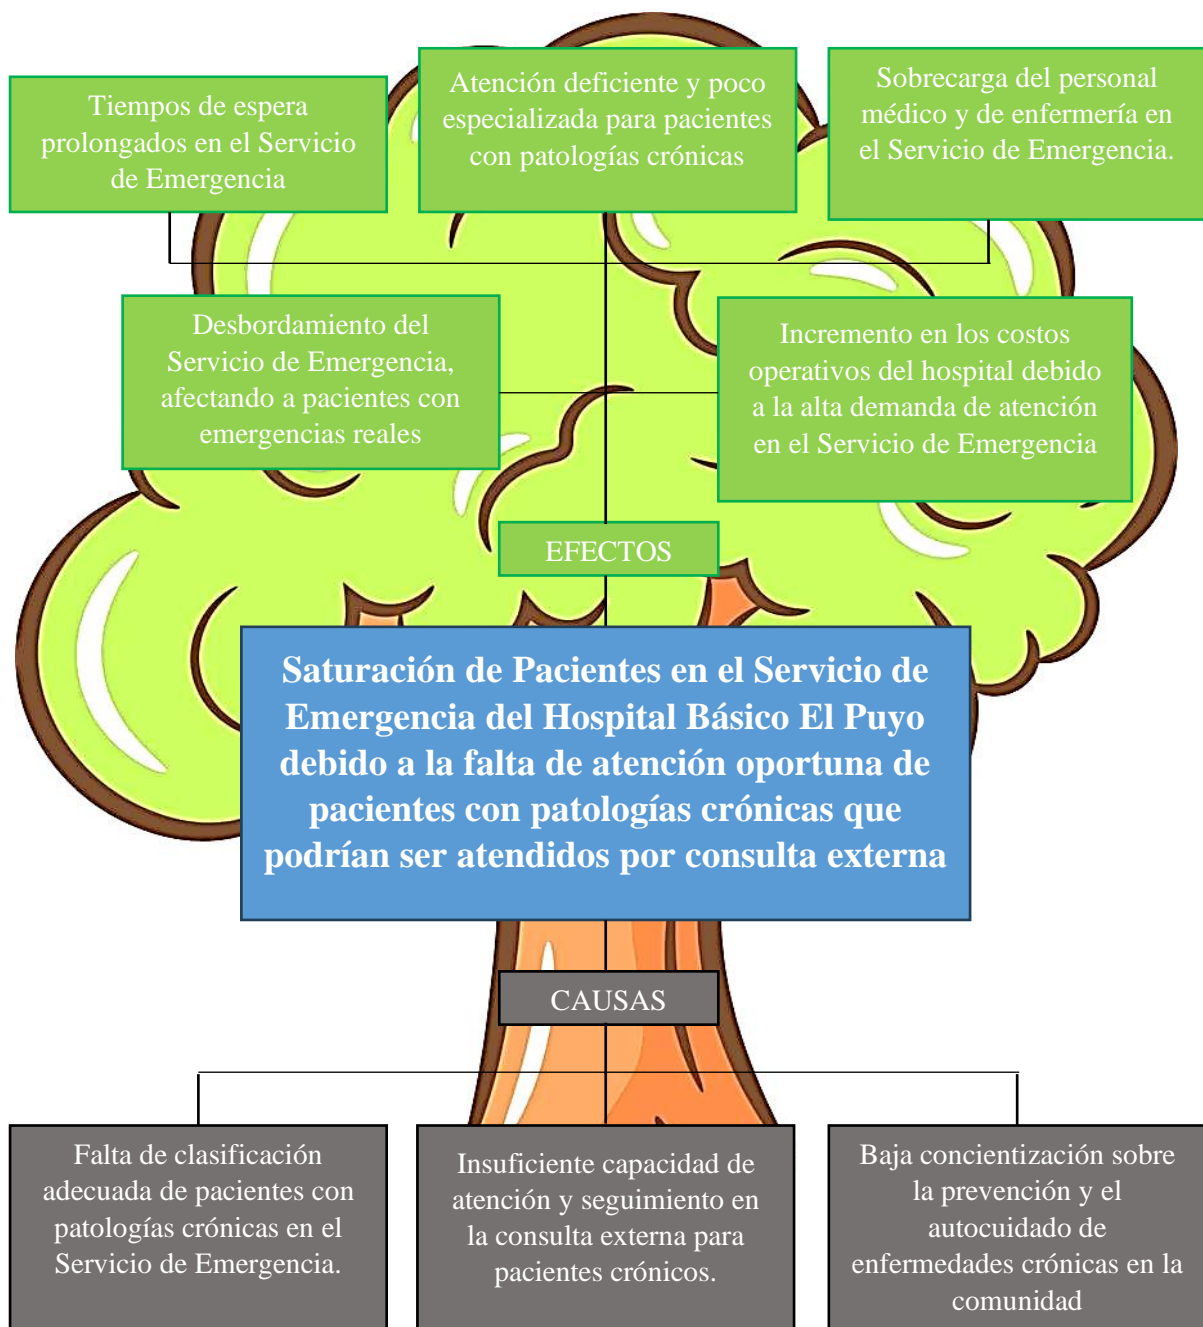 Tiempos de espera
prolongados en el Servicio
de Emergencia
Atención deficiente y poco
especializada para pacientes
con patologías crónicas
Sobrecarga del personal
médico y de enfermería en
el Servicio de Emergencia.
Desbordamiento del
Servicio de Emergencia,
afectando a pacientes con
emergencias reales
Incremento en los costos
operativos del hospital debido
a la alta demanda de atención
en el Servicio de Emergencia
EFECTOS
Saturación de Pacientes en el Servicio de
Emergencia del Hospital Básico El Puyo
debido a la falta de atención oportuna de
pacientes con patologías crónicas que
podrían ser atendidos por consulta externa
CAUSAS
Falta de clasificación
adecuada de pacientes con
patologías crónicas en el
Servicio de Emergencia.
Insuficiente capacidad de
atención y seguimiento en
la consulta externa para
pacientes crónicos.
Baja concientización sobre
la prevención y el
autocuidado de
enfermedades crónicas en la
comunidad